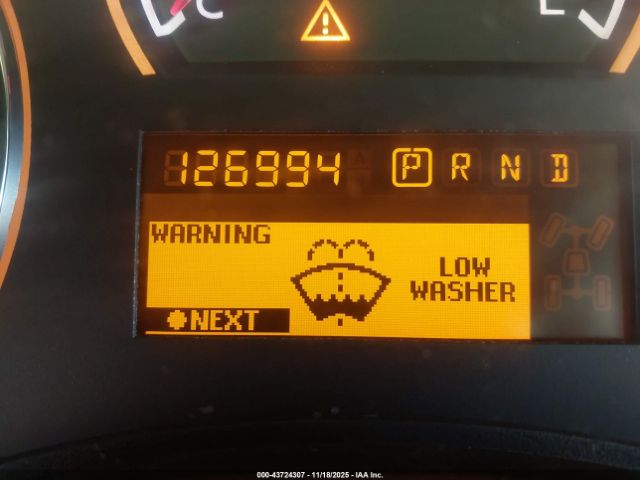 C E
126994 P R N D
WARNING
LOW
WASHER
NEXT
000-43724307 - 11/18/2025 - IAA Inc.